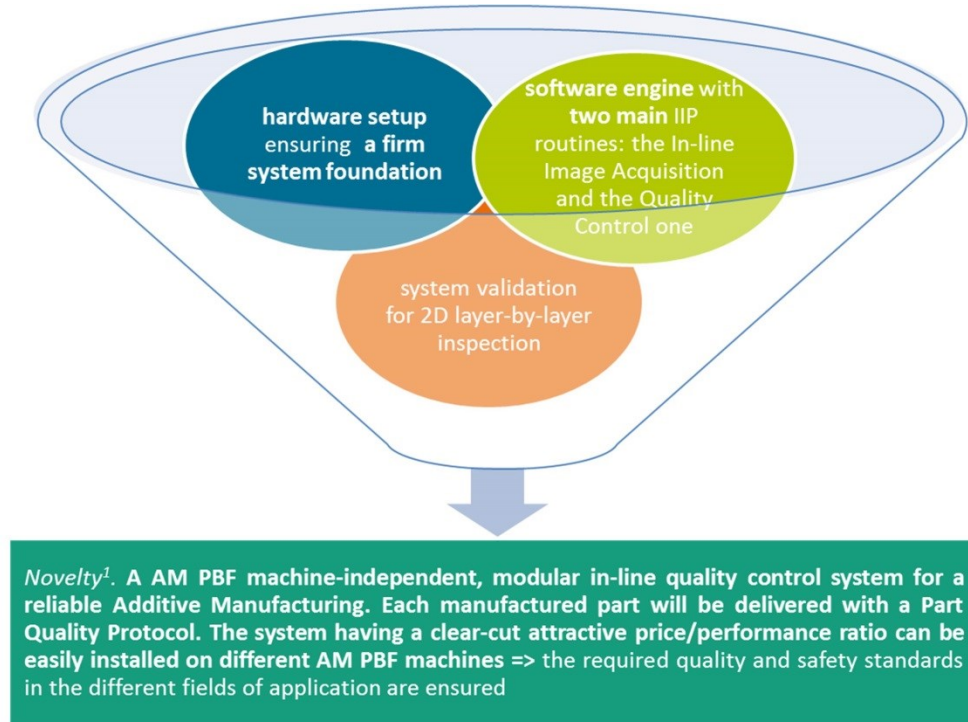 hardware setup
ensuring a firm
system foundation
software engine with
two main IIP
routines: the In-line
Image Acquisition
and the Quality
Control one
system validation
for 2D layer-by-layer
inspection
Novelty¹. A AM PBF machine-independent, modular in-line quality control system for a
reliable Additive Manufacturing. Each manufactured part will be delivered with a Part
Quality Protocol. The system having a clear-cut attractive price/performance ratio can be
easily installed on different AM PBF machines => the required quality and safety standards
in the different fields of application are ensured